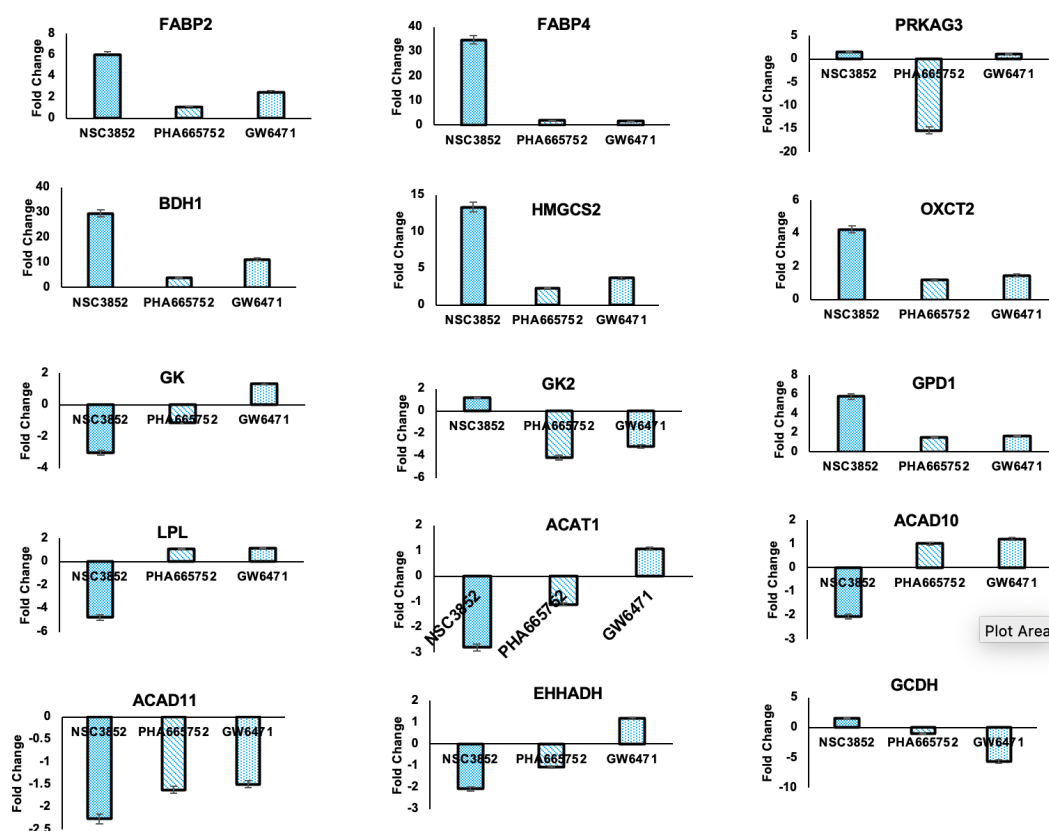 FABP2
Fold Change
8
6
4
2
0
NSC3852 PHA665752 GW6471
FABP4
Fold Change
40
30
20
10
0
NSC3852 PHA665752 GW6471
PRKAG3
Fold Change
5
0
-5
-10
-15
-20
NSC3852 PHA665752 GW6471
BDH1
Fold Change
40
30
20
10
0
NSC3852 PHA665752 GW6471
HMGCS2
Fold Change
15
10
5
0
NSC3852 PHA665752 GW6471
OXCT2
Fold Change
6
4
2
0
NSC3852 PHA665752 GW6471
GK
Fold Change
2
0
-2
-4
NSC3852 PHA665752 GW6471
GK2
Fold Change
2
0
-2
-4
-6
NSC3852 PHA665752 GW6471
GPD1
Fold Change
8
6
4
2
0
NSC3852 PHA665752 GW6471
LPL
Fold Change
2
0
-2
-4
-6
NSC3852 PHA665752 GW6471
ACAT1
Fold Change
2
1
0
-1
-2
-3
NSC3852 PHA665752 GW6471
ACAD10
Fold Change
2
1
0
-1
-2
-3
NSC3852 PHA665752 GW6471
Plot Area
ACAD11
Fold Change
0
-0.5
-1
-1.5
-2
-2.5
NSC3852 PHA665752 GW6471
EHHADH
Fold Change
2
1
0
-1
-2
-3
NSC3852 PHA665752 GW6471
GCDH
Fold Change
5
0
-5
-10
NSC3852 PHA665752 GW6471